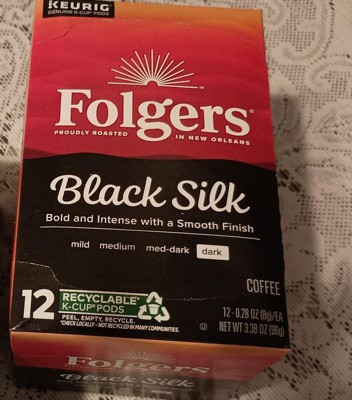 KEURIG
GENUINE K-CUP PODS
Folgers®
PROUDLY ROASTED IN NEW ORLEANS
Black Silk
Bold and Intense with a Smooth Finish
mild medium med-dark dark
COFFEE
12 RECYCLABLE*
K-CUP® PODS
PEEL, EMPTY, RECYCLE.
*CHECK LOCALLY - NOT RECYCLED IN MANY COMMUNITIES.
12 - 0.28 OZ (8g)/EA
NET WT 3.38 OZ (96g)
Folgers
Black Silk